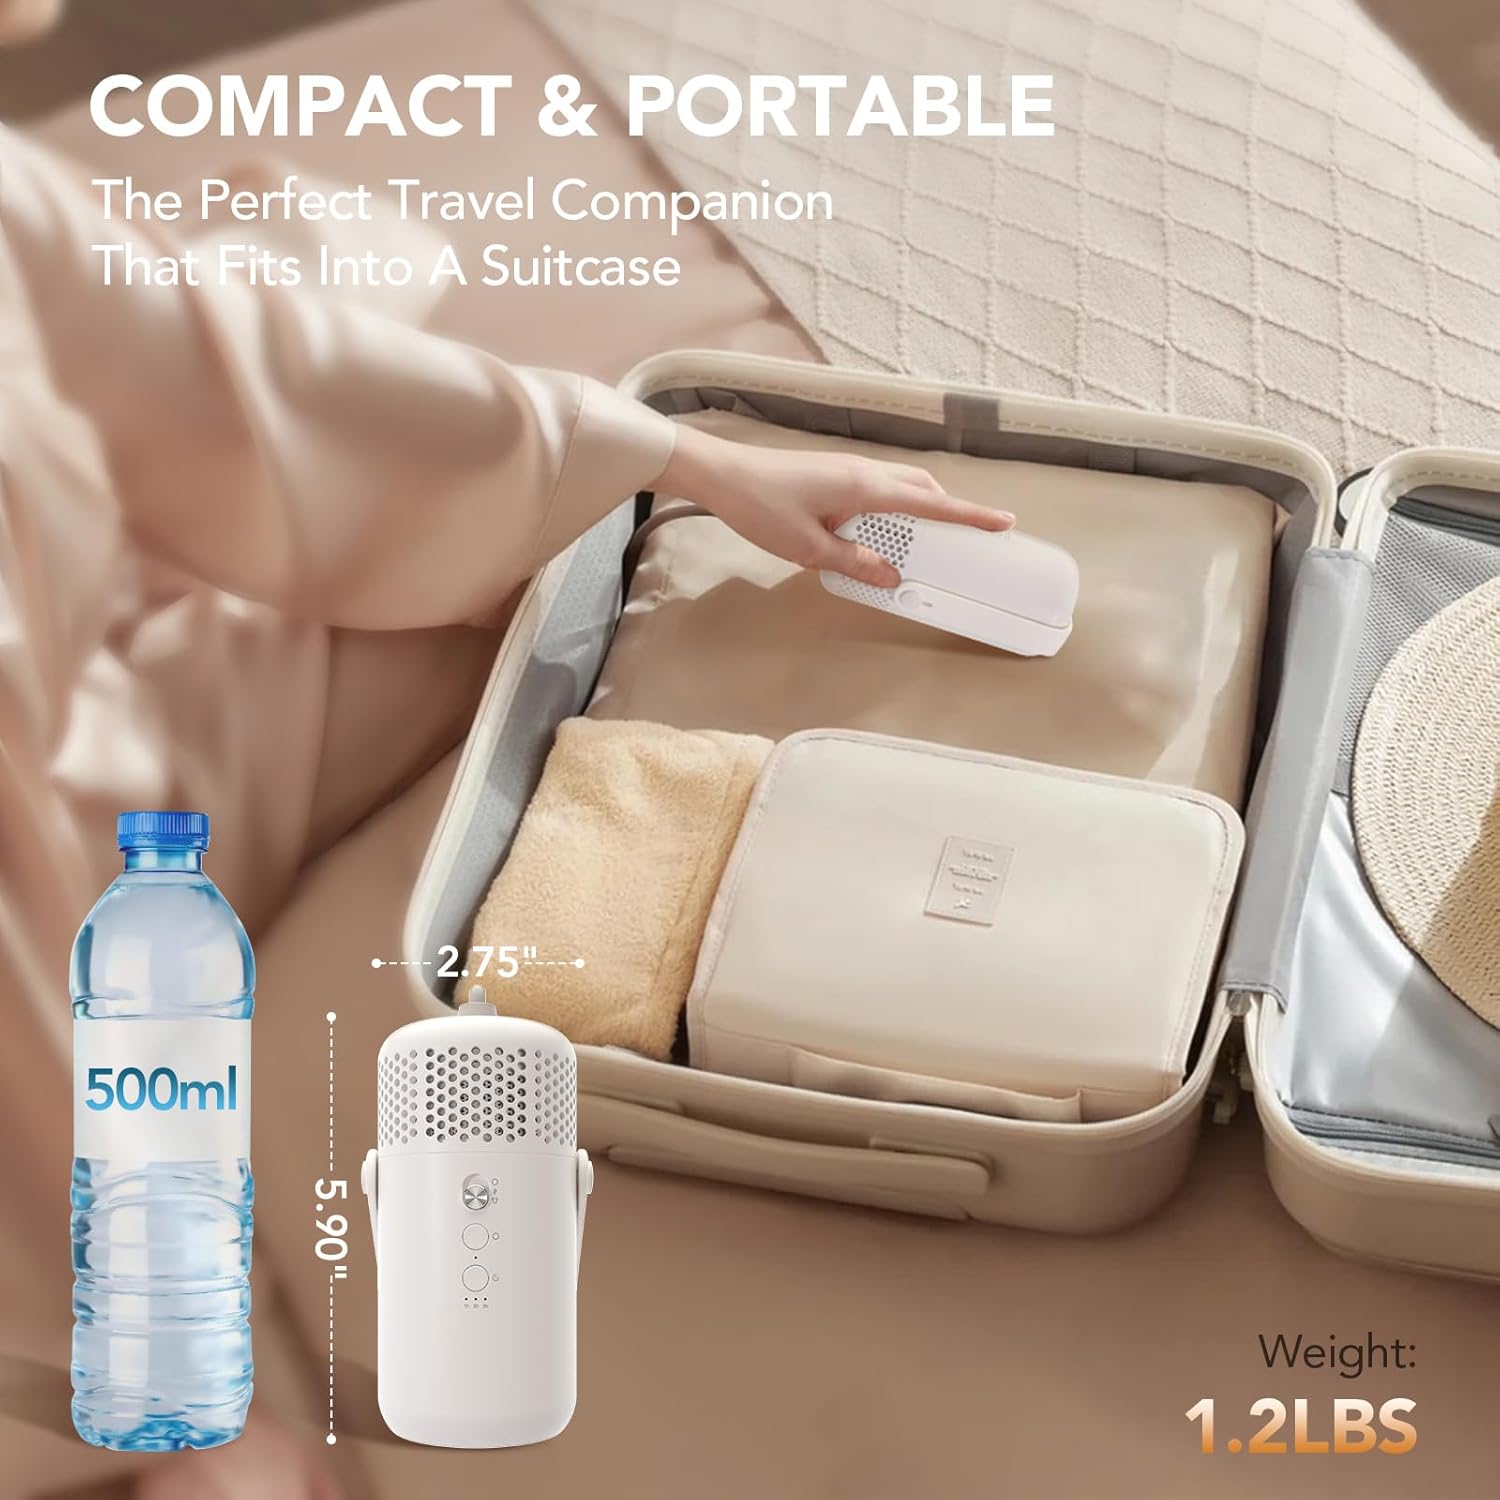 COMPACT & PORTABLE
The Perfect Travel Companion
That Fits Into A Suitcase
500ml
2.75"
5.90"
Weight:
1.2LBS